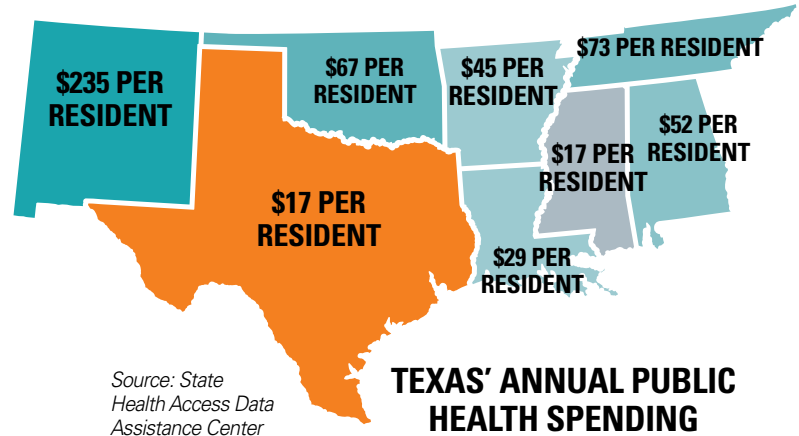 $73 PER RESIDENT
$235 PER
RESIDENT
$67 PER
RESIDENT
$45 PER
RESIDENT
$52 PER
RESIDENT
$17 PER
RESIDENT
$17 PER
RESIDENT
$29 PER
RESIDENT
Source: State
Health Access Data
Assistance Center
TEXAS’ ANNUAL PUBLIC
HEALTH SPENDING